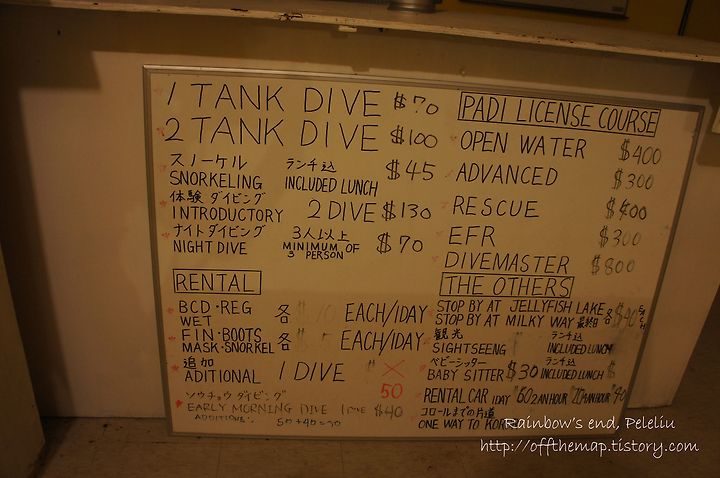 1 TANK DIVE $70
2 TANK DIVE $100
スノーケル ランチ込
SNORKELING INCLUDED LUNCH $45
体験ダイビング
INTRODUCTORY 2 DIVE $130
ナイトダイビング 3人以上
NIGHT DIVE MINIMUM OF 3 PERSON $70
RENTAL
BCD・REG
WET 各 EACH/1DAY
FIN・BOOTS
MASK・SNORKEL 各 EACH/1DAY
追加
ADITIONAL 1 DIVE $ 50
ソウチョウダイビング
EARLY MORNING DIVE 1 DIVE $40
50+40=90
PADI LICENSE COURSE
OPEN WATER $400
ADVANCED $300
RESCUE $400
EFR $300
DIVEMASTER $800
THE OTHERS
STOP BY AT JELLYFISH LAKE
STOP BY AT MILKY WAY 最終日 各
観光 ランチ込
SIGHTSEENG INCLUDED LUNCH
ベビーシッター ランチ込
BABY SITTER $30 INCLUDED LUNCH $
RENTAL CAR 1DAY
コロールまでの片道
ONE WAY TO
Rainbow's end, Peleliu
http://offthemap.tistory.com